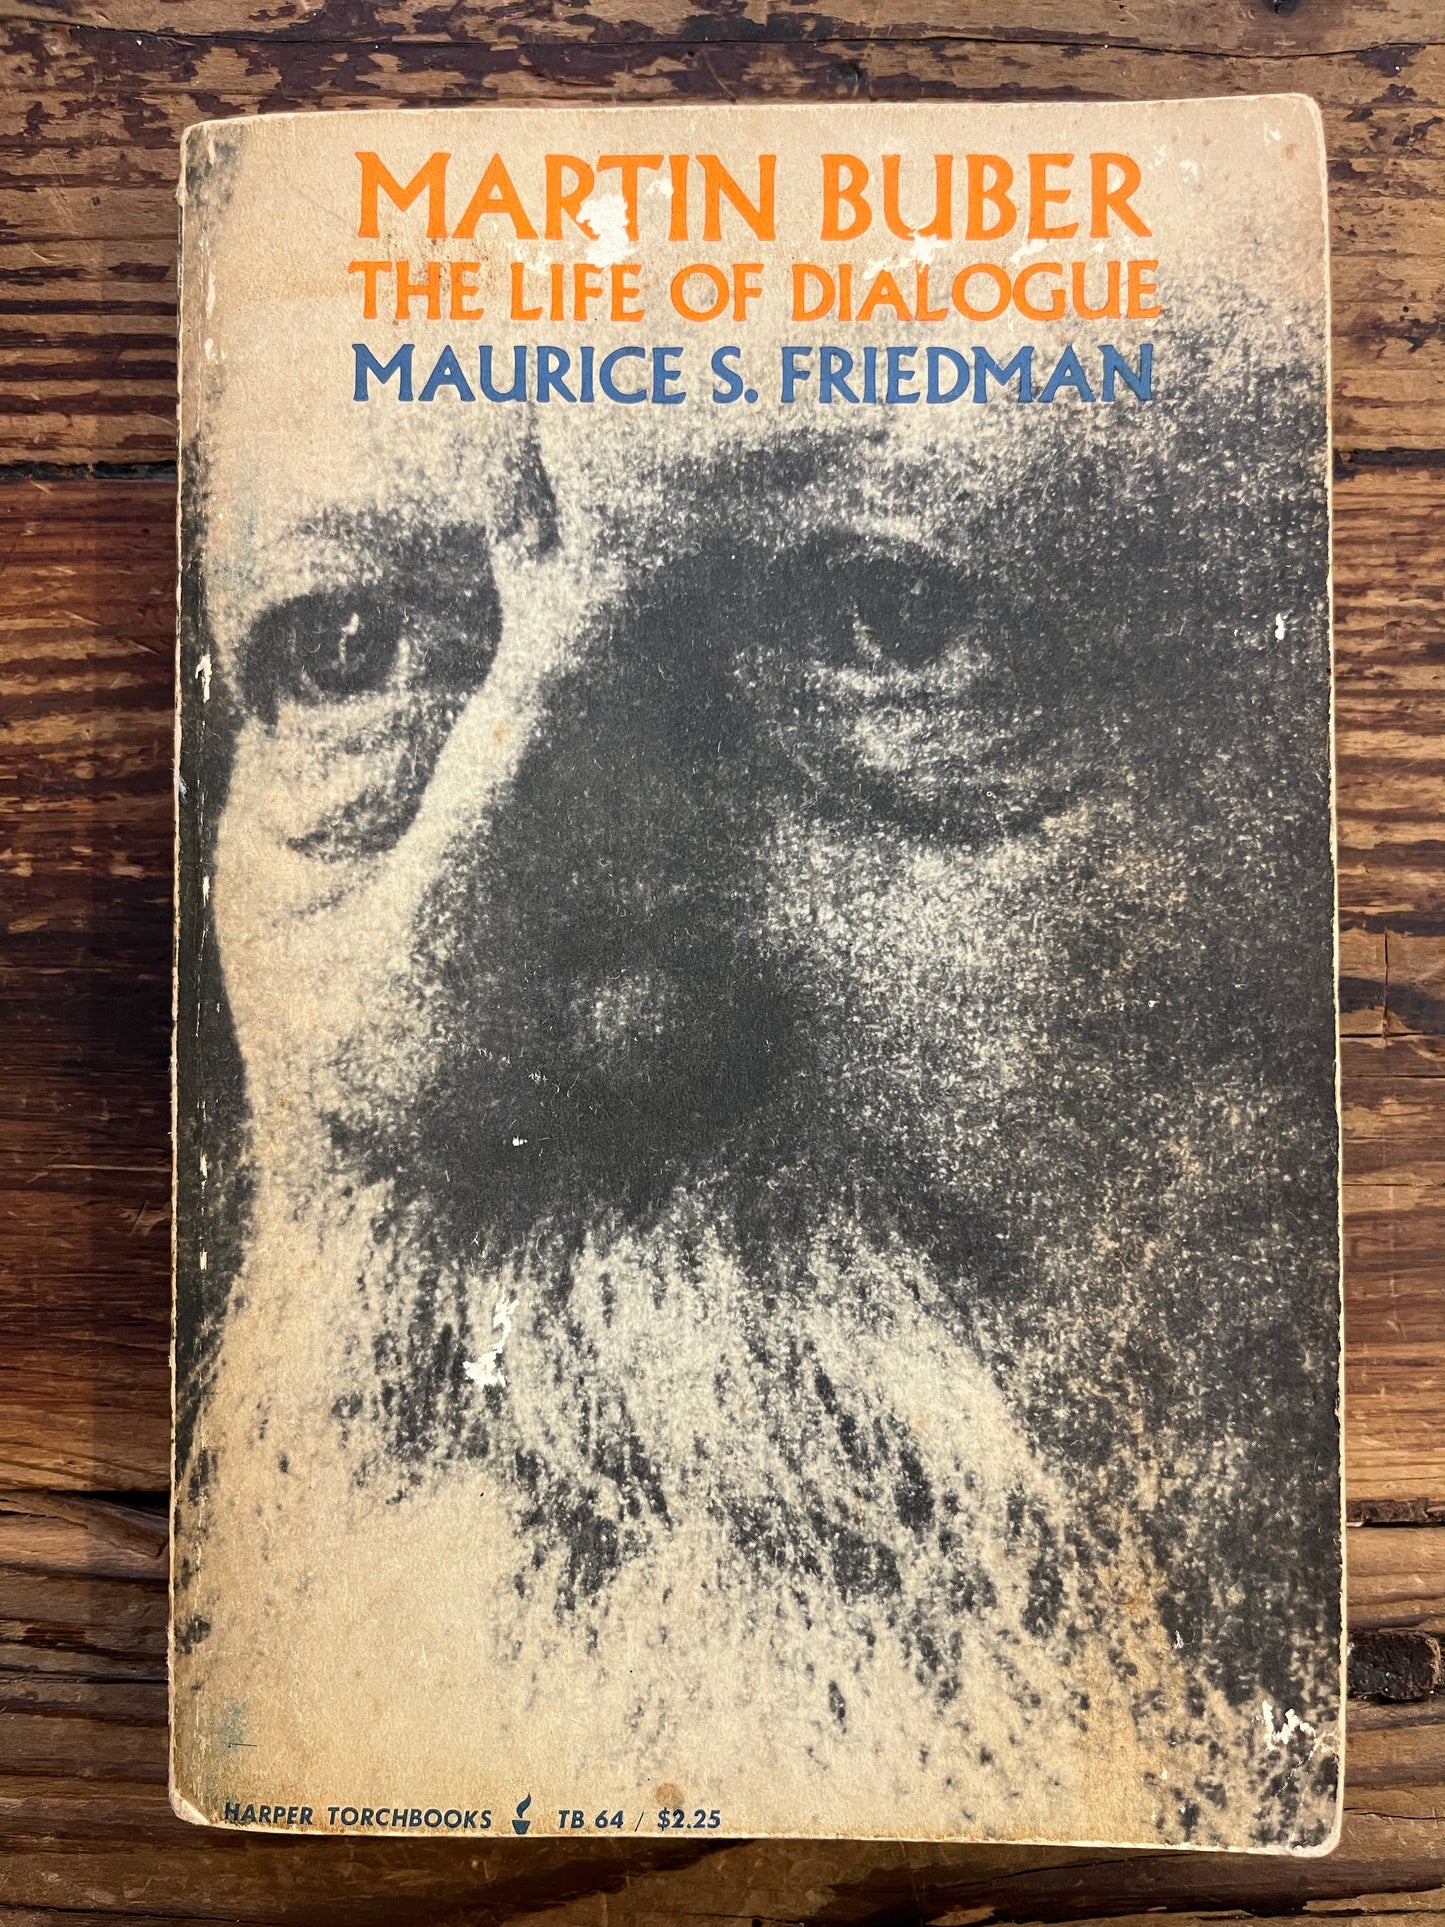 MARTIN BUBER
THE LIFE OF DIALOGUE
MAURICE S. FRIEDMAN
HARPER TORCHBOOKS TB 64 / $2.25